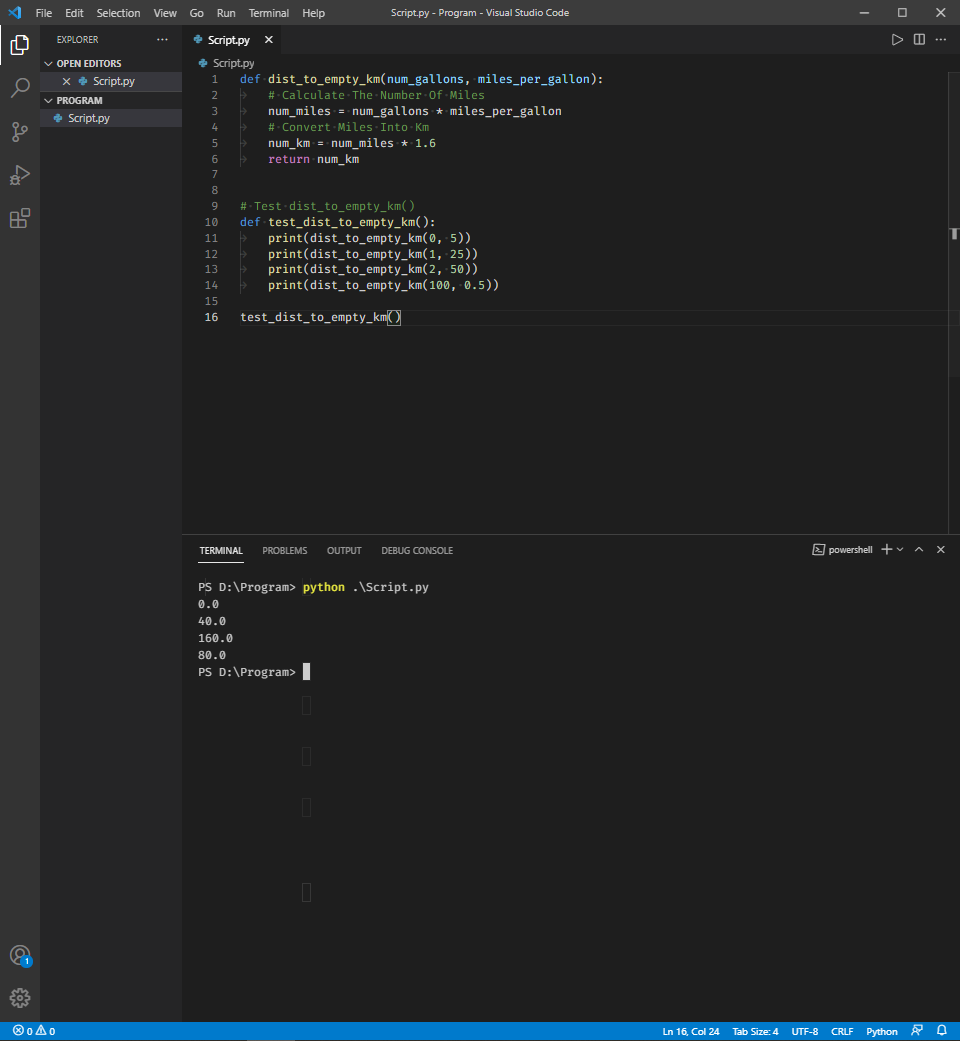 File Edit Selection View Go Run Terminal Help Script.py - Program - Visual Studio Code
EXPLORER
OPEN EDITORS
Script.py
PROGRAM
Script.py
Script.py
Script.py
1 def dist_to_empty_km(num_gallons, miles_per_gallon):
2 # Calculate The Number Of Miles
3 num_miles = num_gallons * miles_per_gallon
4 # Convert Miles Into Km
5 num_km = num_miles * 1.6
6 return num_km
7
8
9 # Test dist_to_empty_km()
10 def test_dist_to_empty_km():
11 print(dist_to_empty_km(0, 5))
12 print(dist_to_empty_km(1, 25))
13 print(dist_to_empty_km(2, 50))
14 print(dist_to_empty_km(100, 0.5))
15
16 test_dist_to_empty_km()
TERMINAL PROBLEMS OUTPUT DEBUG CONSOLE powershell
PS D:\Program> python .\Script.py
0.0
40.0
160.0
80.0
PS D:\Program>
1
0 0 Ln 16, Col 24 Tab Size: 4 UTF-8 CRLF Python